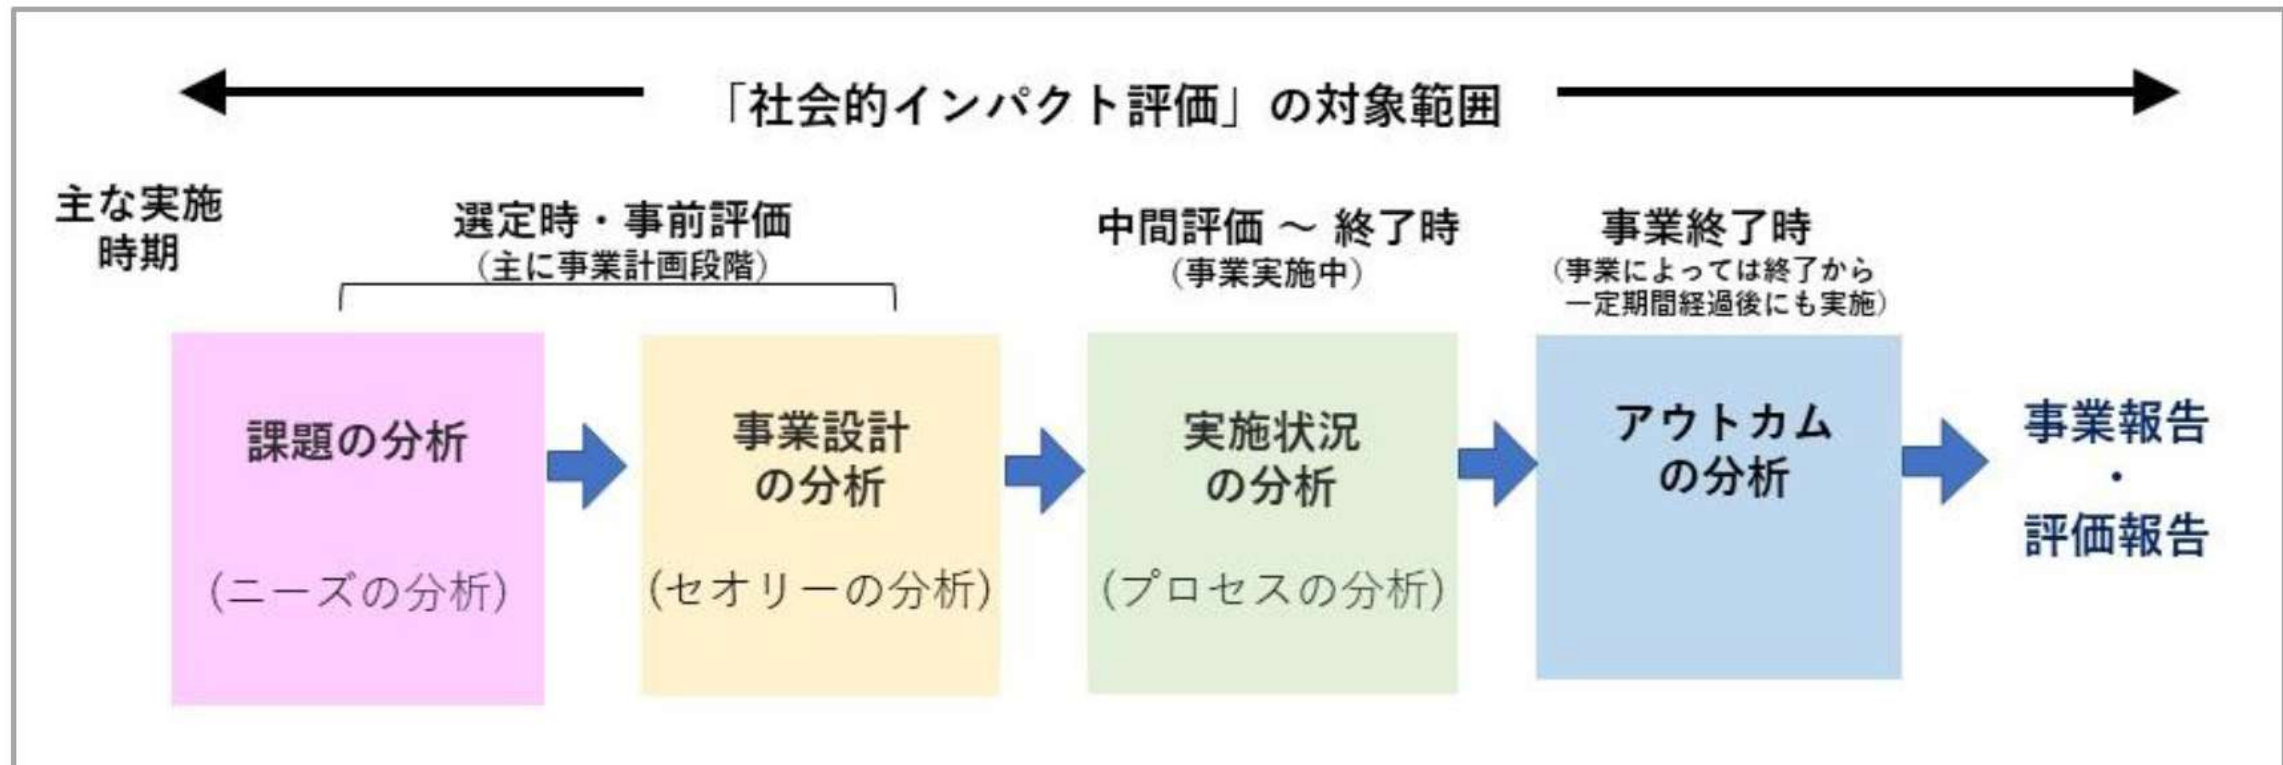 「社会的インパクト評価」の対象範囲
主な実施
時期
選定時・事前評価
（主に事業計画段階）
中間評価 ～ 終了時
（事業実施中）
事業終了時
（事業によっては終了から
一定期間経過後にも実施）
課題の分析
（ニーズの分析）
事業設計
の分析
（セオリーの分析）
実施状況
の分析
（プロセスの分析）
アウトカム
の分析
事業報告
・
評価報告